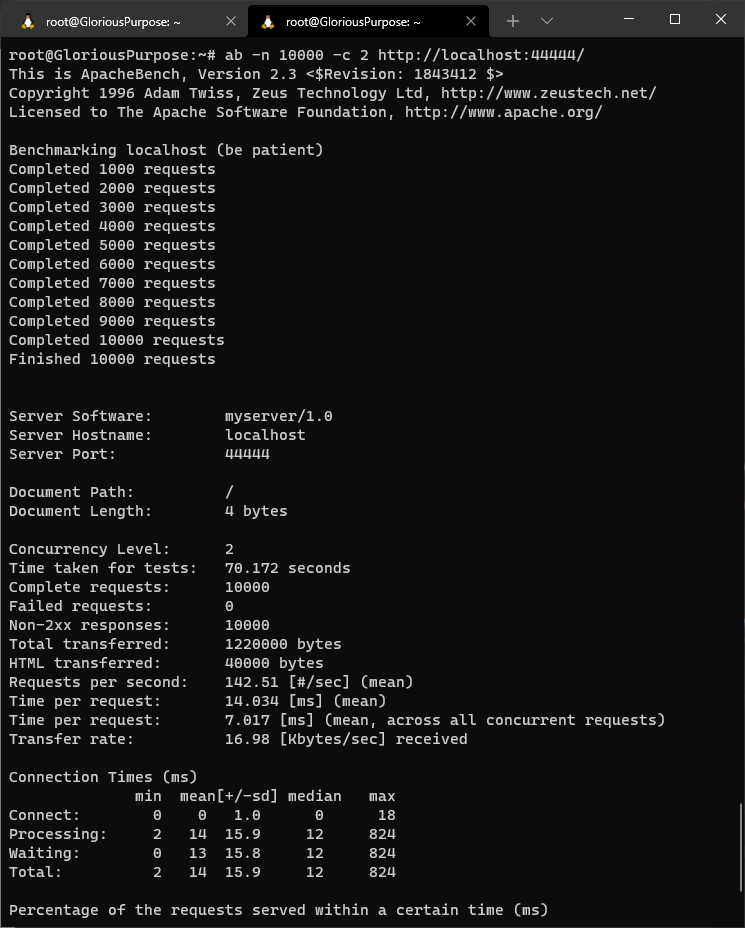 root@GloriousPurpose: ~
root@GloriousPurpose: ~
root@GloriousPurpose:~# ab -n 10000 -c 2 http://localhost:44444/
This is ApacheBench, Version 2.3 <$Revision: 1843412 $>
Copyright 1996 Adam Twiss, Zeus Technology Ltd, http://www.zeustech.net/
Licensed to The Apache Software Foundation, http://www.apache.org/
Benchmarking localhost (be patient)
Completed 1000 requests
Completed 2000 requests
Completed 3000 requests
Completed 4000 requests
Completed 5000 requests
Completed 6000 requests
Completed 7000 requests
Completed 8000 requests
Completed 9000 requests
Completed 10000 requests
Finished 10000 requests
Server Software: myserver/1.0
Server Hostname: localhost
Server Port: 44444
Document Path: /
Document Length: 4 bytes
Concurrency Level: 2
Time taken for tests: 70.172 seconds
Complete requests: 10000
Failed requests: 0
Non-2xx responses: 10000
Total transferred: 1220000 bytes
HTML transferred: 40000 bytes
Requests per second: 142.51 [#/sec] (mean)
Time per request: 14.034 [ms] (mean)
Time per request: 7.017 [ms] (mean, across all concurrent requests)
Transfer rate: 16.98 [Kbytes/sec] received
Connection Times (ms)
min mean[+/-sd] median max
Connect: 0 0 1.0 0 18
Processing: 2 14 15.9 12 824
Waiting: 0 13 15.8 12 824
Total: 2 14 15.9 12 824
Percentage of the requests served within a certain time (ms)